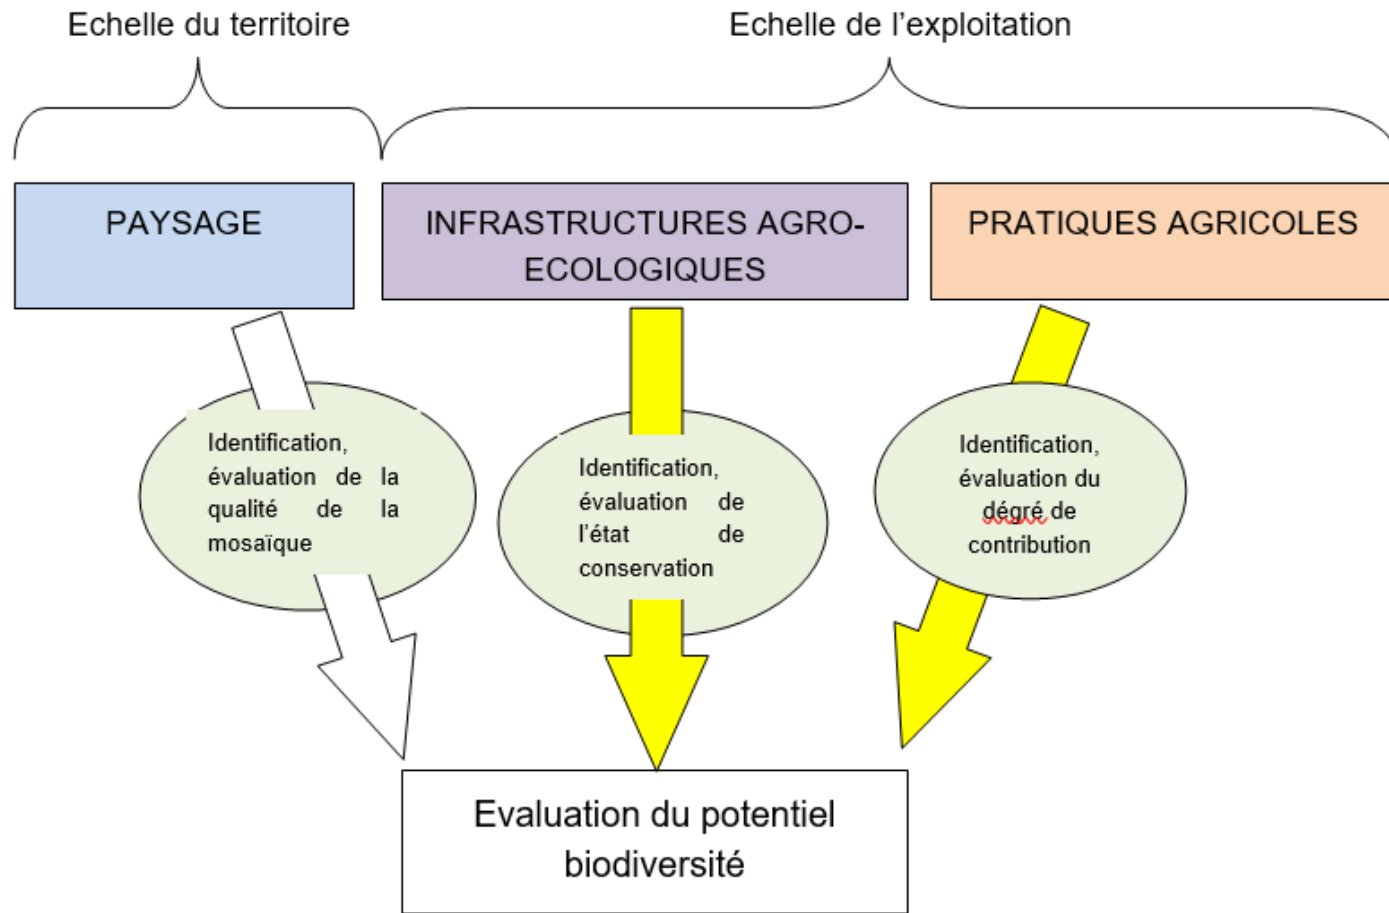 Echelle du territoire
Echelle de l’exploitation
PAYSAGE
INFRASTRUCTURES AGRO-
ECOLOGIQUES
PRATIQUES AGRICOLES
Identification,
évaluation de la
qualité de la
mosaïque
Identification,
évaluation de
l’état de
conservation
Identification,
évaluation du
dégré de
contribution
Evaluation du potentiel
biodiversité